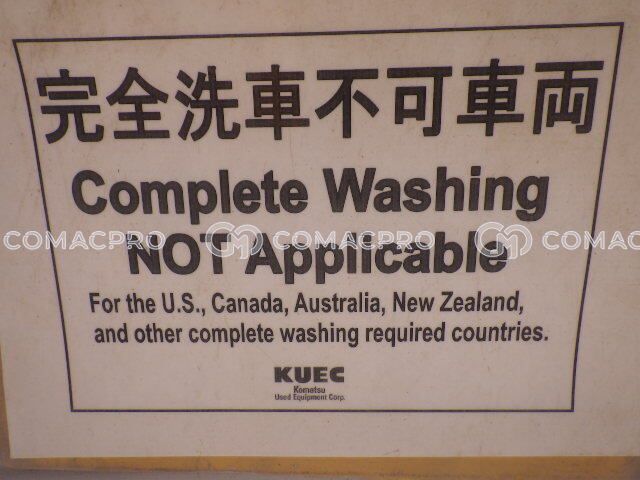 完全洗車不可車両
Complete Washing
NOT Applicable
For the U.S., Canada, Australia, New Zealand,
and other complete washing required countries.
KUEC
Komatsu
Used Equipment Corp.
COMACPRO COMACPRO COMAC